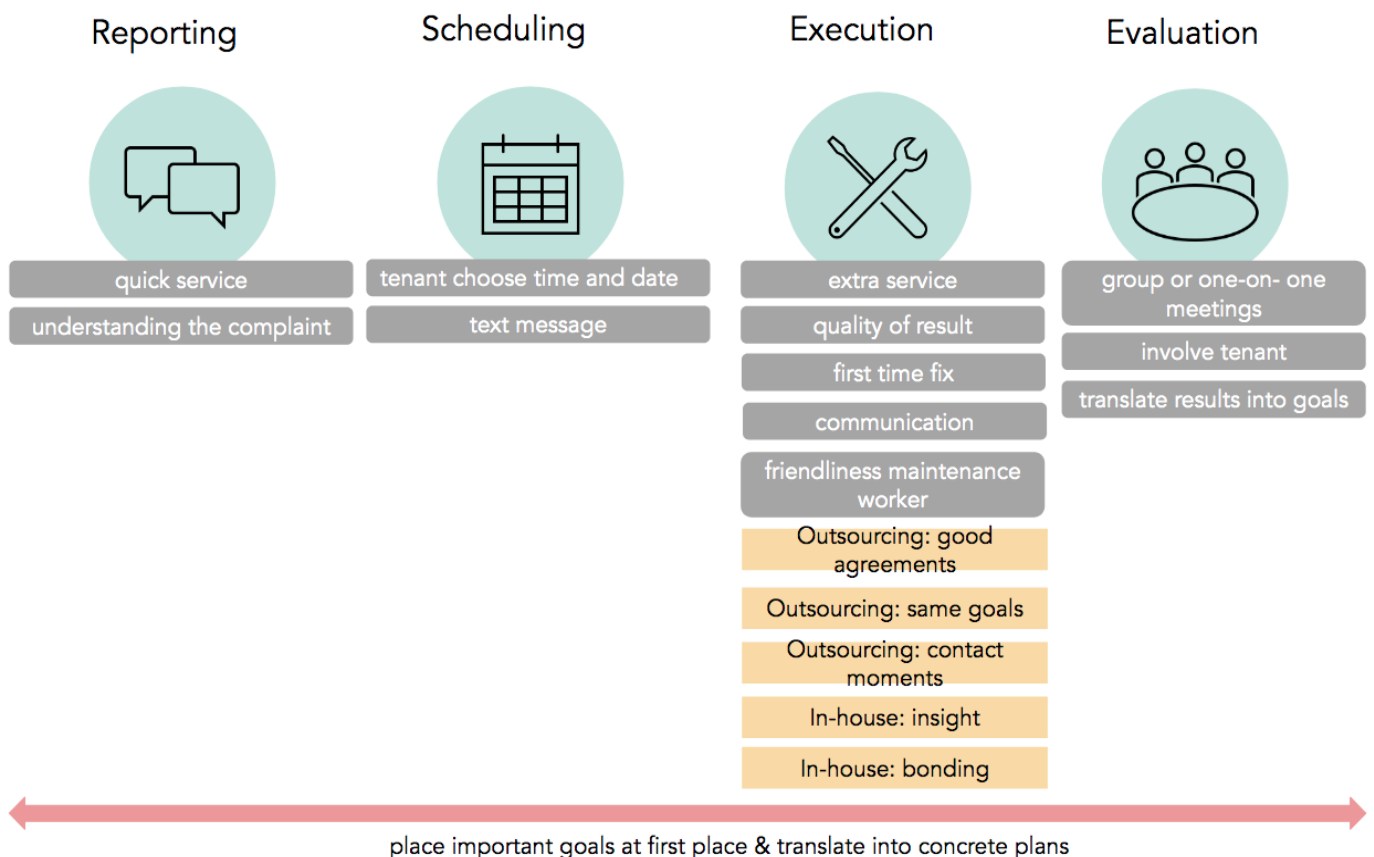 Reporting
Scheduling
Execution
Evaluation
quick service
understanding the complaint
tenant choose time and date
text message
extra service
quality of result
first time fix
communication
friendliness maintenance
worker
Outsourcing: good
agreements
Outsourcing: same goals
Outsourcing: contact
moments
In-house: insight
In-house: bonding
group or one-on- one
meetings
involve tenant
translate results into goals
place important goals at first place & translate into concrete plans